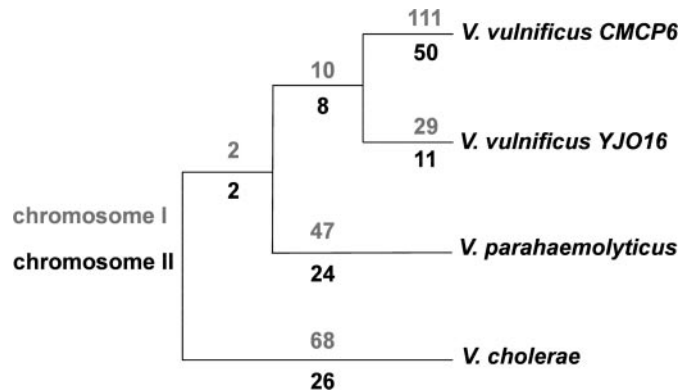 111
V. vulnificus CMCP6
50
10
8
29
V. vulnificus YJO16
11
2
2
chromosome I
chromosome II
47
V. parahaemolyticus
24
68
V. cholerae
26